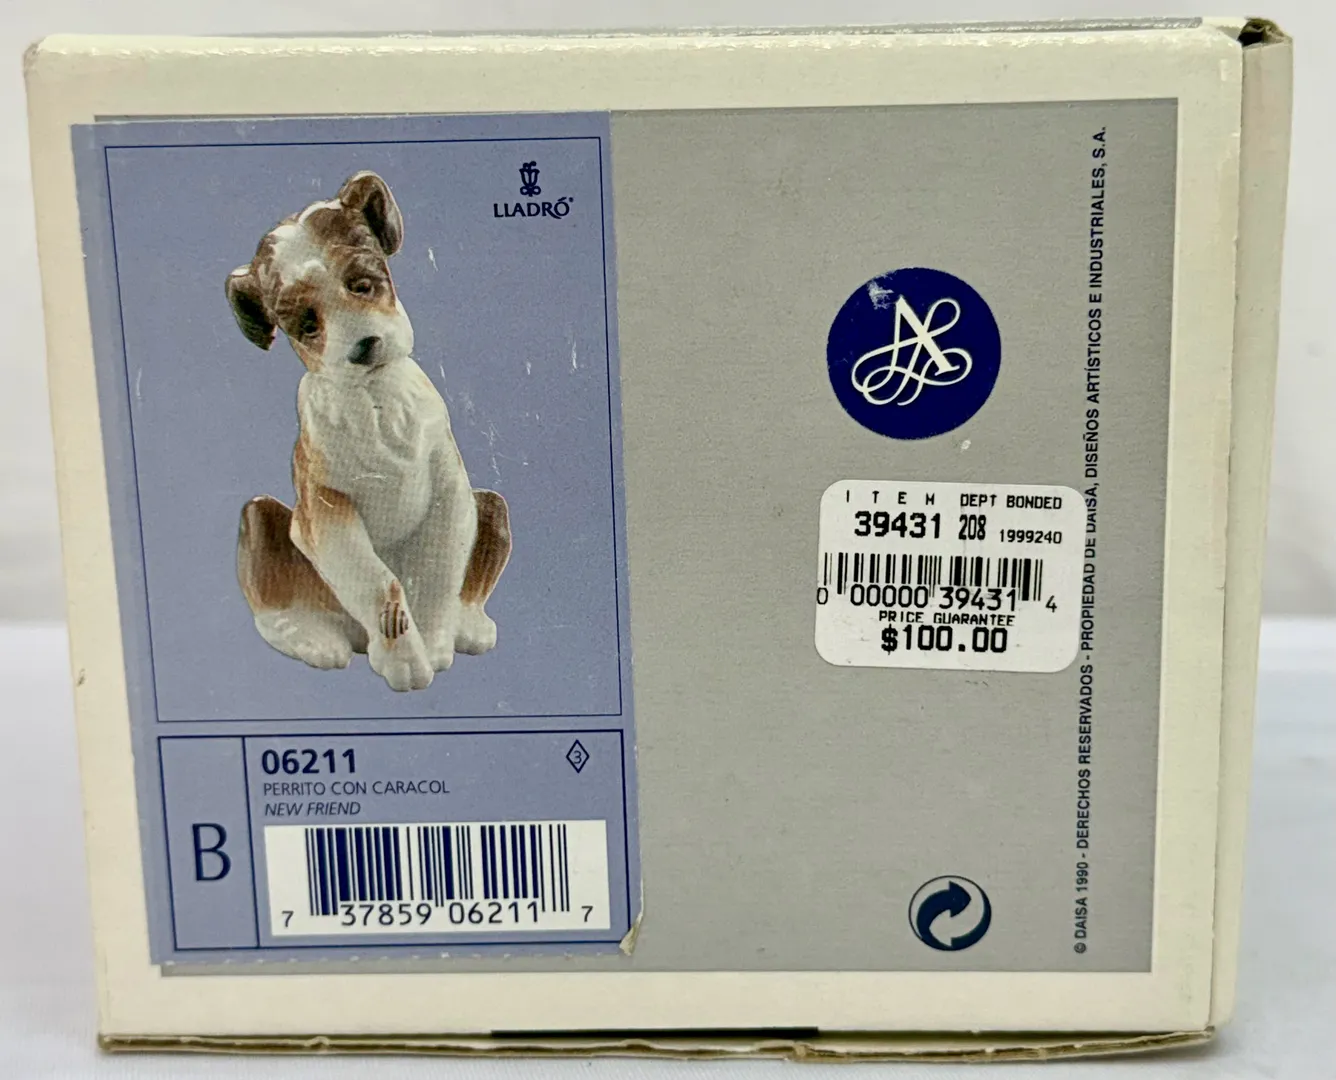 LLADRÓ®
06211
3
PERRITO CON CARACOL
NEW FRIEND
B
7 37859 06211 7
A
ITEM DEPT BONDED
39431 208 1999240
0 00000 39431 4
PRICE GUARANTEE
$100.00
© DAISA 1990 - DERECHOS RESERVADOS - PROPIEDAD DE DAISA, DISEÑOS ARTÍSTICOS E INDUSTRIALES, S.A.